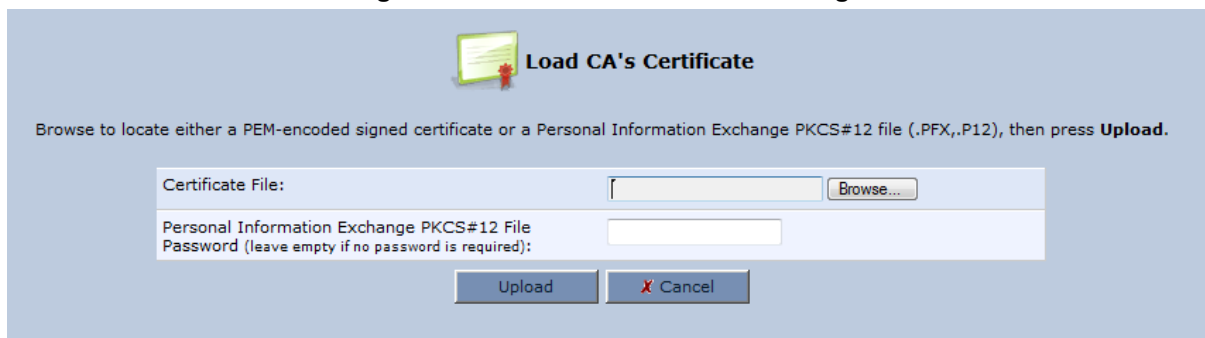 Load CA's Certificate
Browse to locate either a PEM-encoded signed certificate or a Personal Information Exchange PKCS#12 file (.PFX,.P12), then press Upload.
Certificate File:
Browse...
Personal Information Exchange PKCS#12 File
Password (leave empty if no password is required):
Upload
✗ Cancel